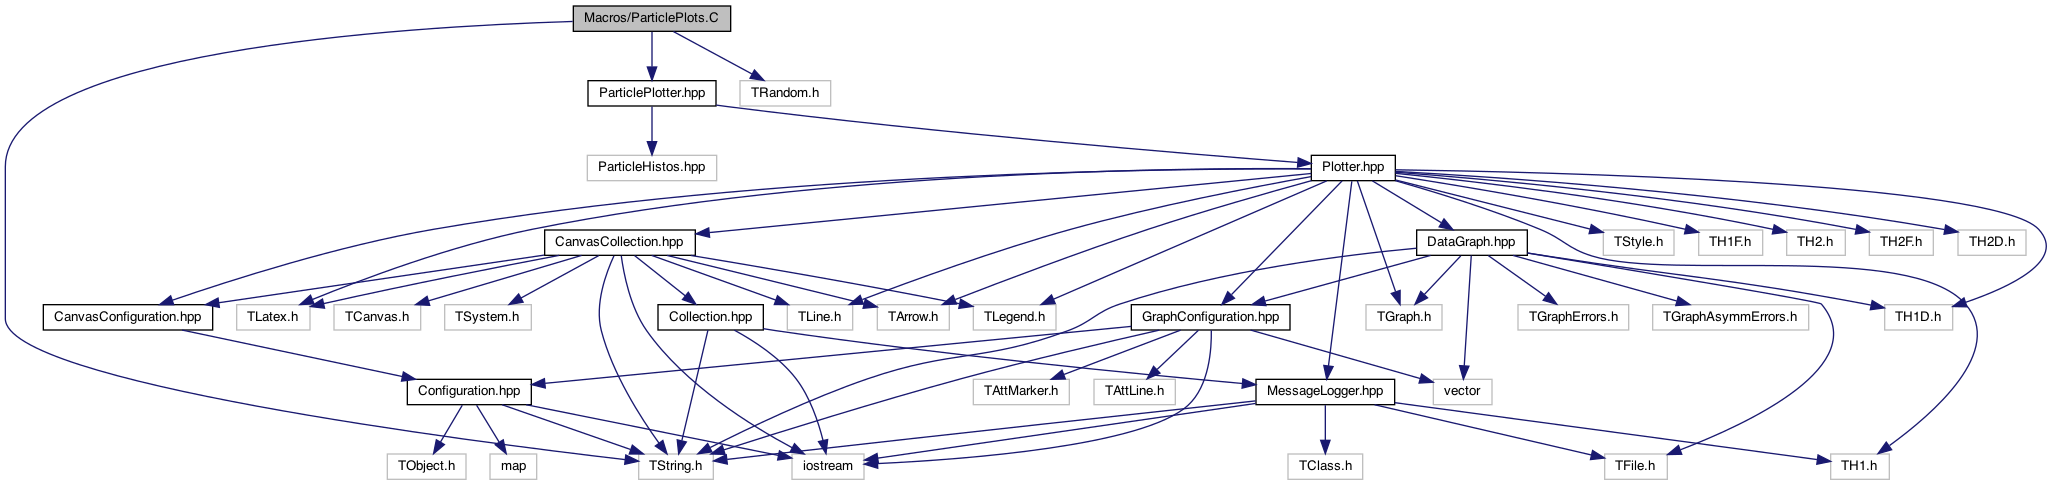 Macros/ParticlePlots.C
ParticlePlotter.hpp
TRandom.h
ParticleHistos.hpp
Plotter.hpp
CanvasCollection.hpp
DataGraph.hpp
TStyle.h
TH1F.h
TH2.h
TH2F.h
TH2D.h
CanvasConfiguration.hpp
TLatex.h
TCanvas.h
TSystem.h
Collection.hpp
TLine.h
TArrow.h
TLegend.h
GraphConfiguration.hpp
TGraph.h
TGraphErrors.h
TGraphAsymmErrors.h
TH1D.h
Configuration.hpp
TAttMarker.h
TAttLine.h
MessageLogger.hpp
vector
TObject.h
map
TString.h
iostream
TClass.h
TFile.h
TH1.h